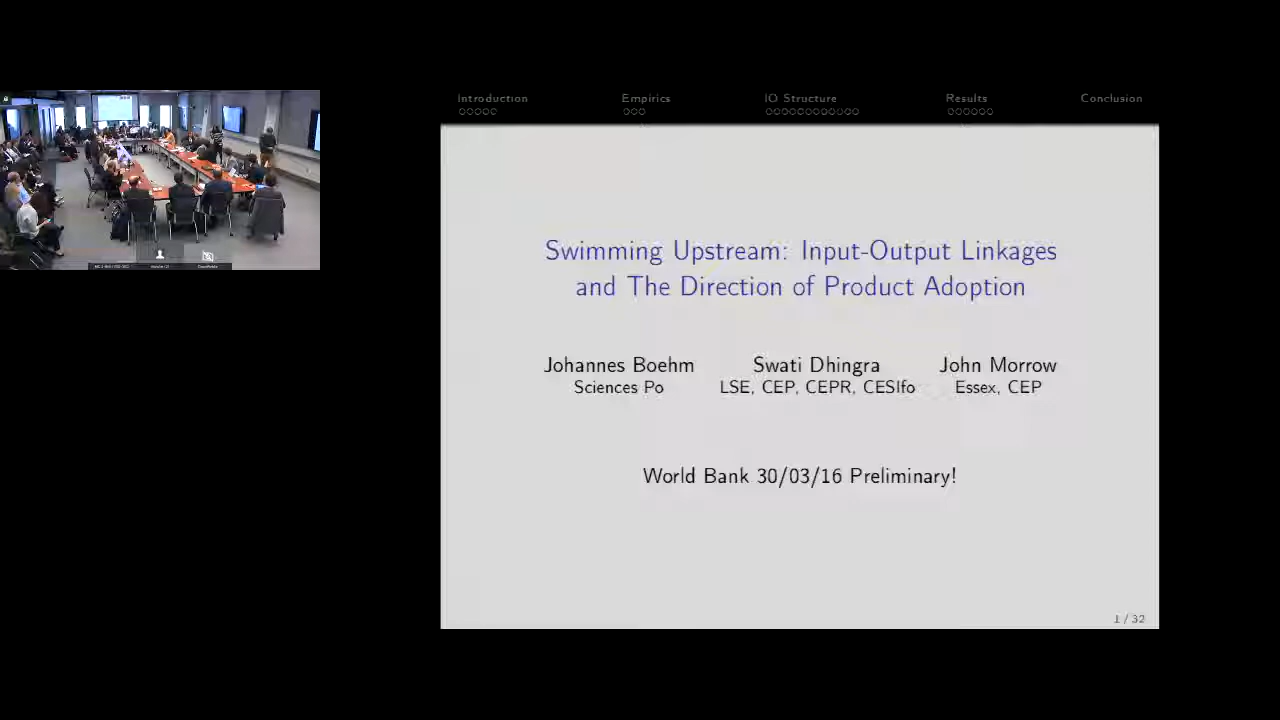 Introduction Empirics IO Structure Results Conclusion
Swimming Upstream: Input-Output Linkages
and The Direction of Product Adoption
Johannes Boehm Swati Dhingra John Morrow
Sciences Po LSE, CEP, CEPR, CESIfo Essex, CEP
World Bank 30/03/16 Preliminary!
1 / 32